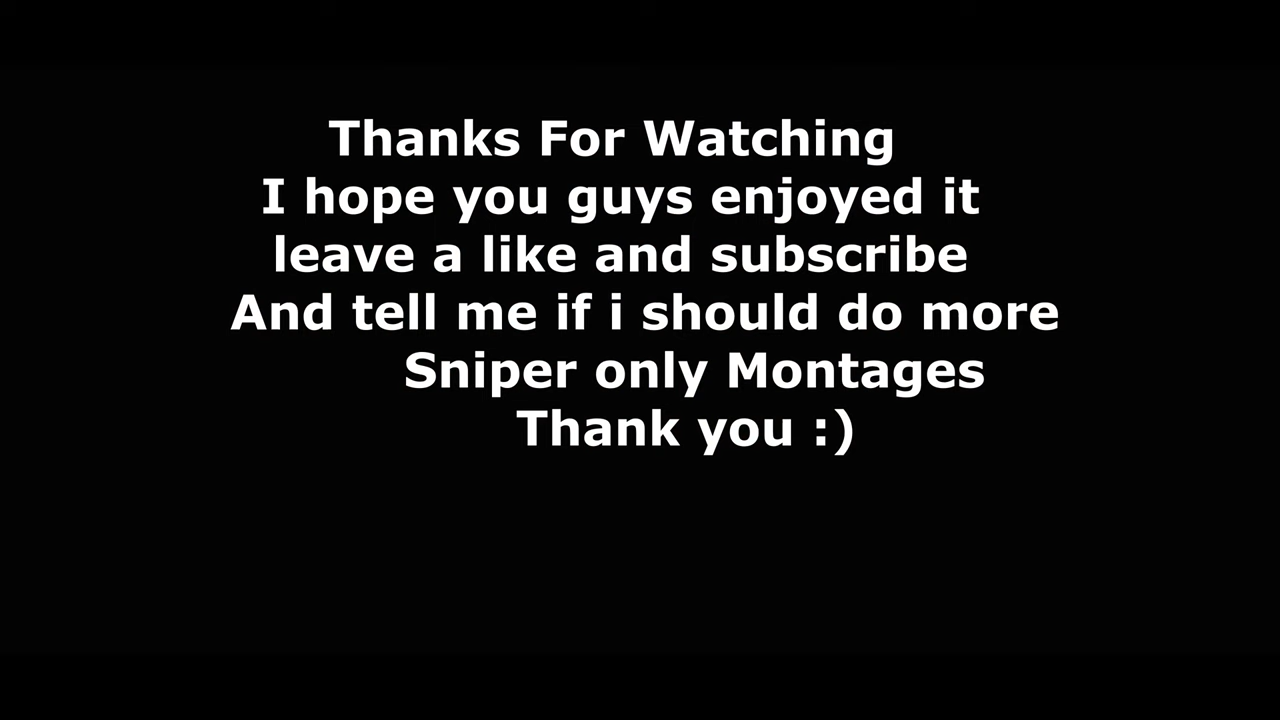 Thanks For Watching
I hope you guys enjoyed it
leave a like and subscribe
And tell me if i should do more
Sniper only Montages
Thank you :)